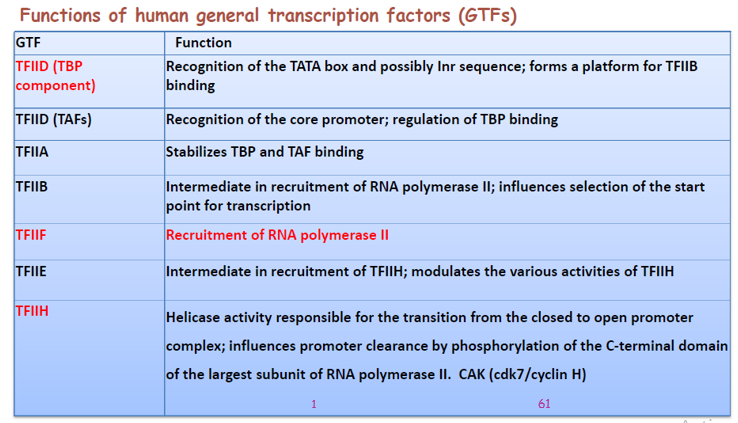 Functions of human general transcription factors (GTFs)
GTF Function
TFIID (TBP component) Recognition of the TATA box and possibly Inr sequence; forms a platform for TFIIB
binding
TFIID (TAFs) Recognition of the core promoter; regulation of TBP binding
TFIIA Stabilizes TBP and TAF binding
TFIIB Intermediate in recruitment of RNA polymerase II; influences selection of the start
point for transcription
TFIIF Recruitment of RNA polymerase II
TFIIE Intermediate in recruitment of TFIIH; modulates the various activities of TFIIH
TFIIH Helicase activity responsible for the transition from the closed to open promoter
complex; influences promoter clearance by phosphorylation of the C-terminal domain
of the largest subunit of RNA polymerase II. CAK (cdk7/cyclin H)
1 61